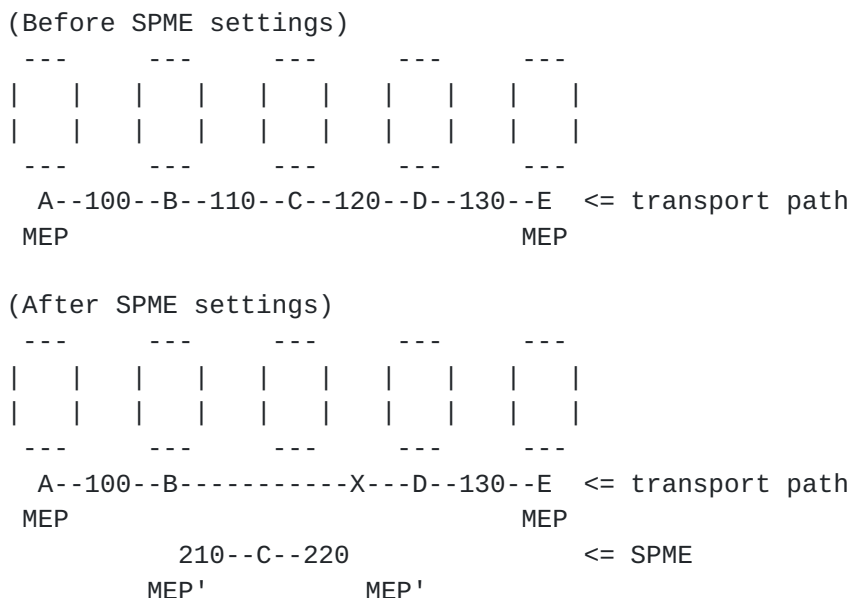 (Before SPME settings)
 ---     ---     ---     ---     ---
|   |   |   |   |   |   |   |   |   |
|   |   |   |   |   |   |   |   |   |
 ---     ---     ---     ---     ---
  A--100--B--110--C--120--D--130--E  <= transport path
 MEP                             MEP

(After SPME settings)
 ---     ---     ---     ---     ---
|   |   |   |   |   |   |   |   |   |
|   |   |   |   |   |   |   |   |   |
 ---     ---     ---     ---     ---
  A--100--B-----------X---D--130--E  <= transport path
 MEP                             MEP
           210--C--220               <= SPME
         MEP'          MEP'